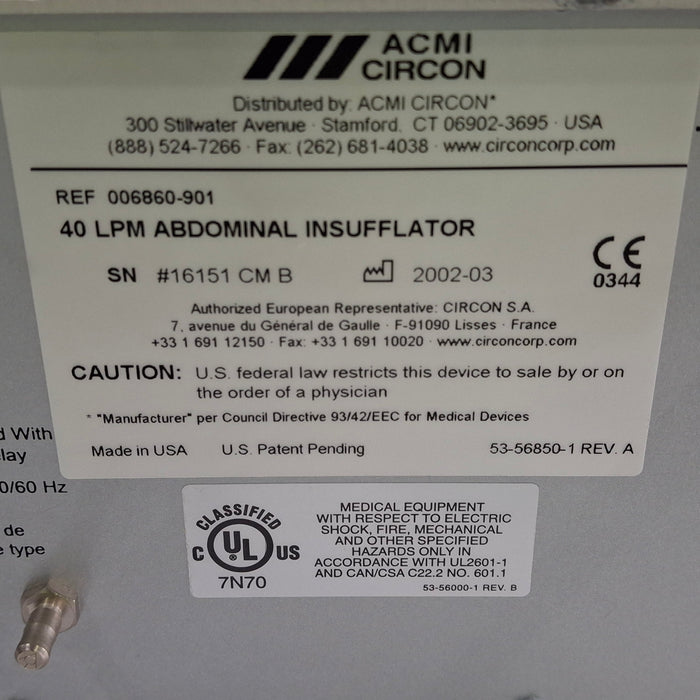 ACMI
CIRCON
Distributed by: ACMI CIRCON*
300 Stillwater Avenue · Stamford, CT 06902-3695 · USA
(888) 524-7266 · Fax: (262) 681-4038 · www.circoncorp.com
REF 006860-901
40 LPM ABDOMINAL INSUFFLATOR
SN #16151 CM B 2002-03
CE
0344
Authorized European Representative: CIRCON S.A.
7, avenue du Général de Gaulle · F-91090 Lisses · France
+33 1 691 12150 · Fax: +33 1 691 10020 · www.circoncorp.com
CAUTION: U.S. federal law restricts this device to sale by or on
the order of a physician
* "Manufacturer" per Council Directive 93/42/EEC for Medical Devices
Made in USA U.S. Patent Pending 53-56850-1 REV. A
d With
lay
0/60 Hz
de
e type
CLASSIFIED
C UL US
7N70
MEDICAL EQUIPMENT
WITH RESPECT TO ELECTRIC
SHOCK, FIRE, MECHANICAL
AND OTHER SPECIFIED
HAZARDS ONLY IN
ACCORDANCE WITH UL2601-1
AND CAN/CSA C22.2 NO. 601.1
53-56000-1 REV. B